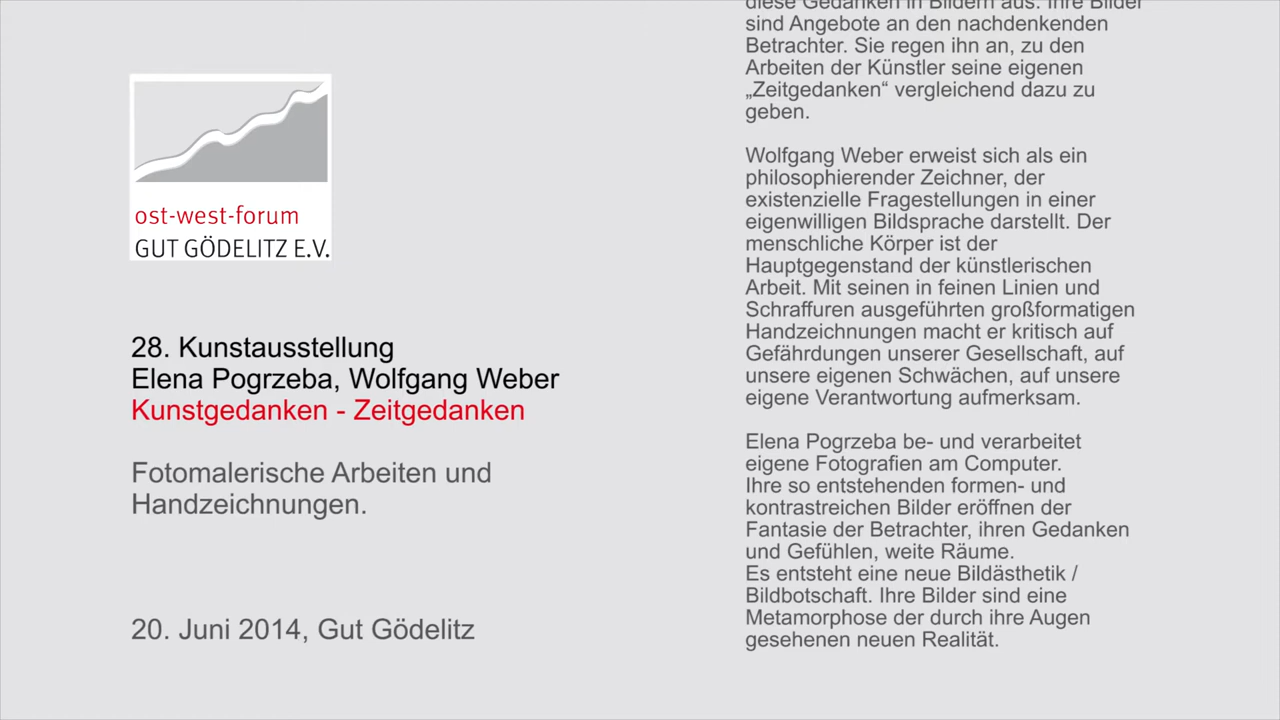 ost-west-forum
GUT GÖDELITZ E.V.
28. Kunstausstellung
Elena Pogrzeba, Wolfgang Weber
Kunstgedanken - Zeitgedanken
Fotomalerische Arbeiten und
Handzeichnungen.
20. Juni 2014, Gut Gödelitz
diese Gedanken in Bildern aus. Ihre Bilder
sind Angebote an den nachdenkenden
Betrachter. Sie regen ihn an, zu den
Arbeiten der Künstler seine eigenen
„Zeitgedanken“ vergleichend dazu zu
geben.
Wolfgang Weber erweist sich als ein
philosophierender Zeichner, der
existenzielle Fragestellungen in einer
eigenwilligen Bildsprache darstellt. Der
menschliche Körper ist der
Hauptgegenstand der künstlerischen
Arbeit. Mit seinen in feinen Linien und
Schraffuren ausgeführten großformatigen
Handzeichnungen macht er kritisch auf
Gefährdungen unserer Gesellschaft, auf
unsere eigenen Schwächen, auf unsere
eigene Verantwortung aufmerksam.
Elena Pogrzeba be- und verarbeitet
eigene Fotografien am Computer.
Ihre so entstehenden formen- und
kontrastreichen Bilder eröffnen der
Fantasie der Betrachter, ihren Gedanken
und Gefühlen, weite Räume.
Es entsteht eine neue Bildästhetik /
Bildbotschaft. Ihre Bilder sind eine
Metamorphose der durch ihre Augen
gesehenen neuen Realität.